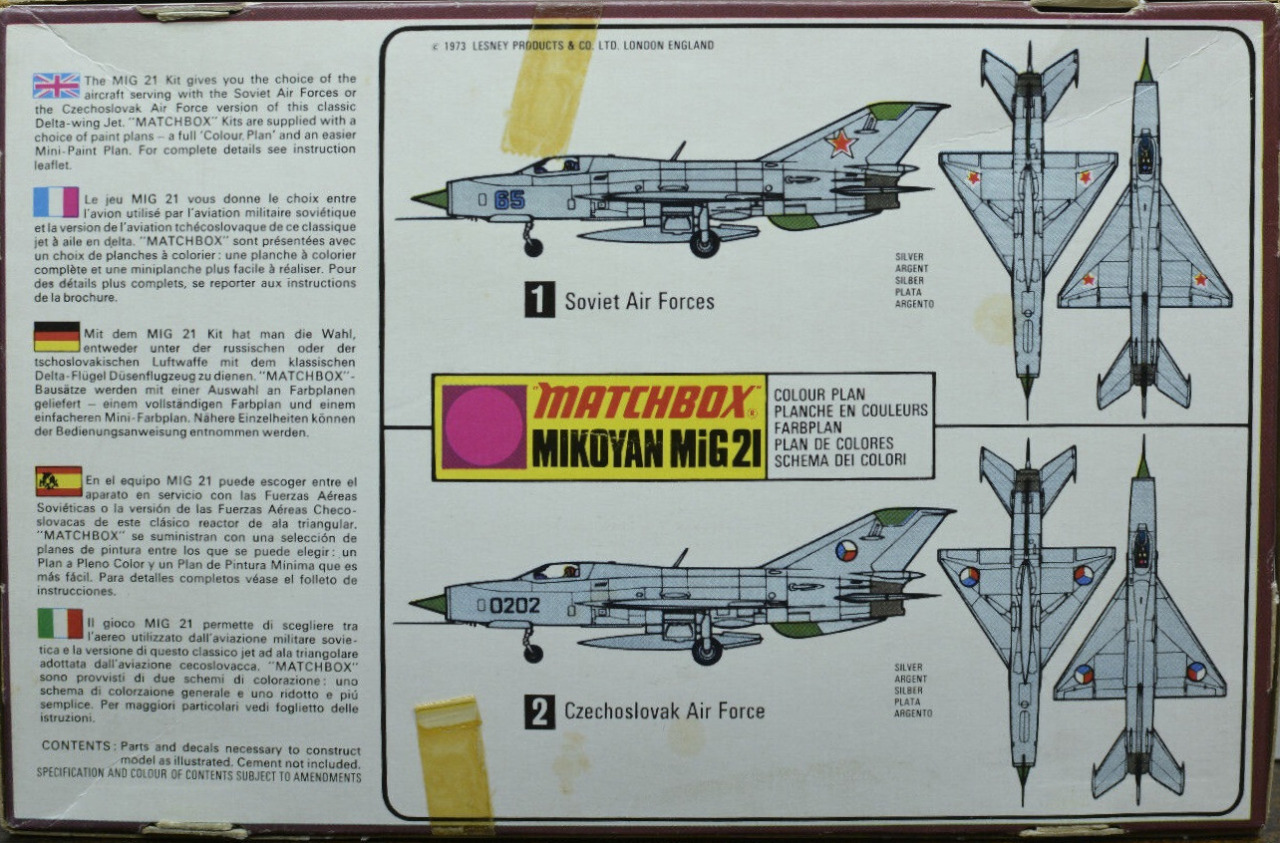 The MIG 21 Kit gives you the choice of the
aircraft serving with the Soviet Air Forces or
the Czechoslovak Air Force version of this classic
Delta-wing Jet. "MATCHBOX" Kits are supplied with a
choice of paint plans – a full 'Colour Plan' and an easier
Mini-Paint Plan. For complete details see instruction
leaflet.
Le jeu MIG 21 vous donne le choix entre
l'avion utilisé par l'aviation militaire soviétique
et la version de l'aviation tchécoslovaque de ce classique
jet à aile en delta. "MATCHBOX" sont présentées avec
un choix de planches à colorier : une planche à colorier
complète et une miniplanche plus facile à réaliser. Pour
des détails plus complets, se reporter aux instructions
de la brochure.
Mit dem MIG 21 Kit hat man die Wahl,
entweder unter der russischen oder der
tschoslovakischen Luftwaffe mit dem klassischen
Delta-Flügel Düsenflugzeug zu dienen. "MATCHBOX"-
Bausätze werden mit einer Auswahl an Farbplanen
geliefert – einem vollständigen Farbplan und einem
einfacheren Mini-Farbplan. Nähere Einzelheiten können
der Bedienungsanweisung entnommen werden.
En el equipo MIG 21 puede escoger entre el
aparato en servicio con las Fuerzas Aéreas
Soviéticas o la versión de las Fuerzas Aéreas Checo-
slovacas de este clásico reactor de ala triangular.
"MATCHBOX" se suministran con una selección de
planes de pintura entre los que se puede elegir: un
Plan a Pleno Color y un Plan de Pintura Minima que es
más fácil. Para detalles completos véase el folleto de
instrucciones.
Il gioco MIG 21 permette di scegliere tra
l'aereo utilizzato dall'aviazione militare sovie-
tica e la versione di questo classico jet ad ala triangolare
adottata dall'aviazione cecoslovacca. "MATCHBOX"
sono provvisti di due schemi di colorazione: uno
schema di colorzaione generale e uno ridotto e piú
semplice. Per maggiori particolari vedi foglietto delle
istruzioni.
CONTENTS : Parts and decals necessary to construct
model as illustrated. Cement not included.
SPECIFICATION AND COLOUR OF CONTENTS SUBJECT TO AMENDMENTS
© 1973 LESNEY PRODUCTS & CO. LTD. LONDON ENGLAND
65
SILVER
ARGENT
SILBER
PLATA
ARGENTO
1 Soviet Air Forces
"MATCHBOX"®
MIKOYAN MiG 21
COLOUR PLAN
PLANCHE EN COULEURS
FARBPLAN
PLAN DE COLORES
SCHEMA DEI COLORI
0202
SILVER
ARGENT
SILBER
PLATA
ARGENTO
2 Czechoslovak Air Force